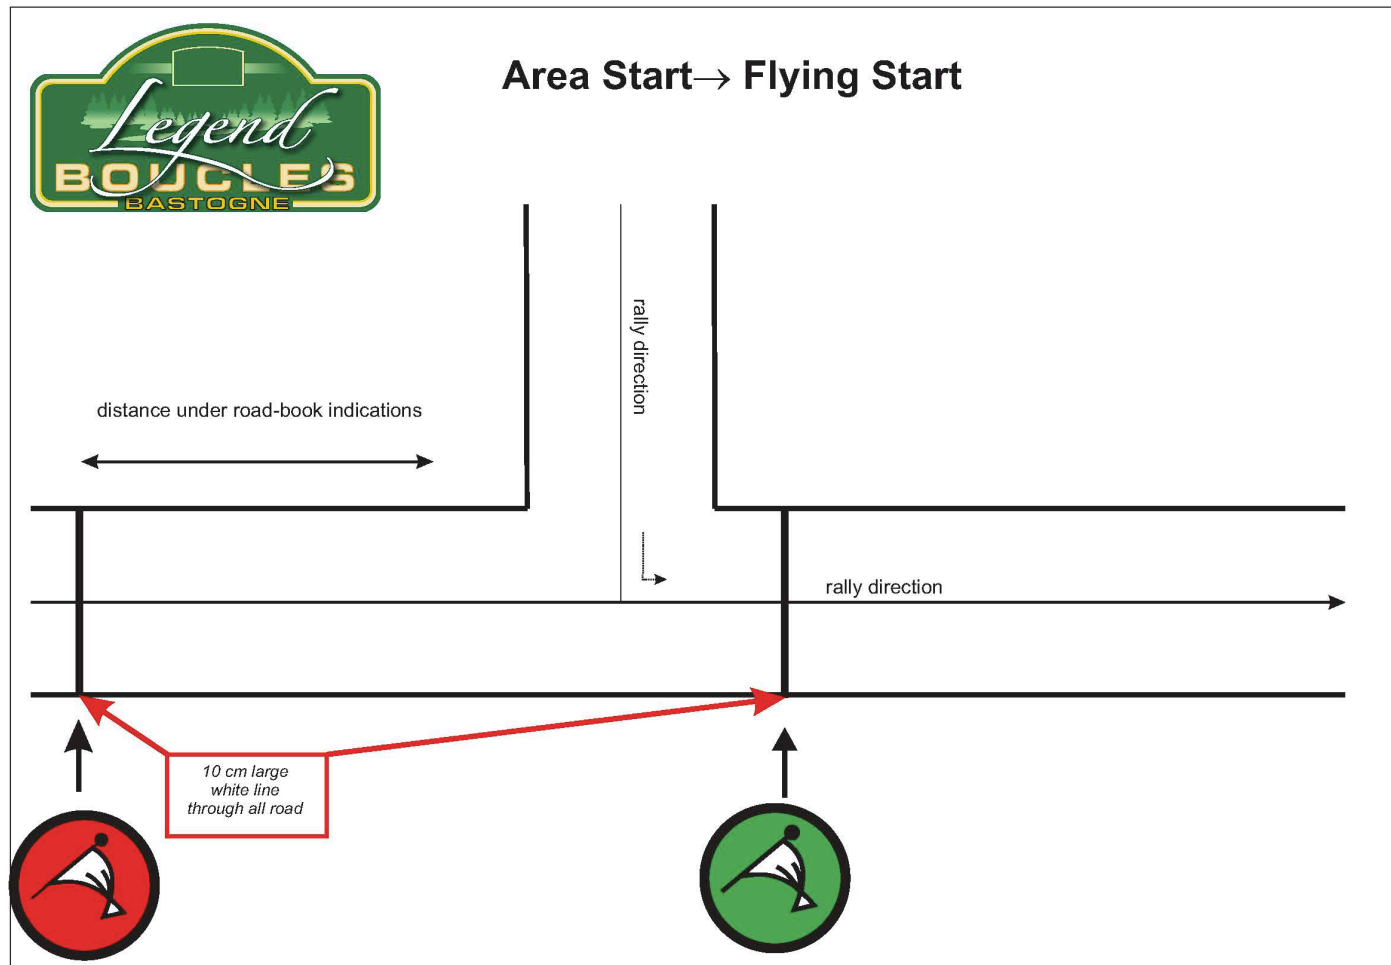 Area Start→ Flying Start
Legend
BOUCLES
BASTOGNE
rally direction
distance under road-book indications
rally direction
10 cm large
white line
through all road